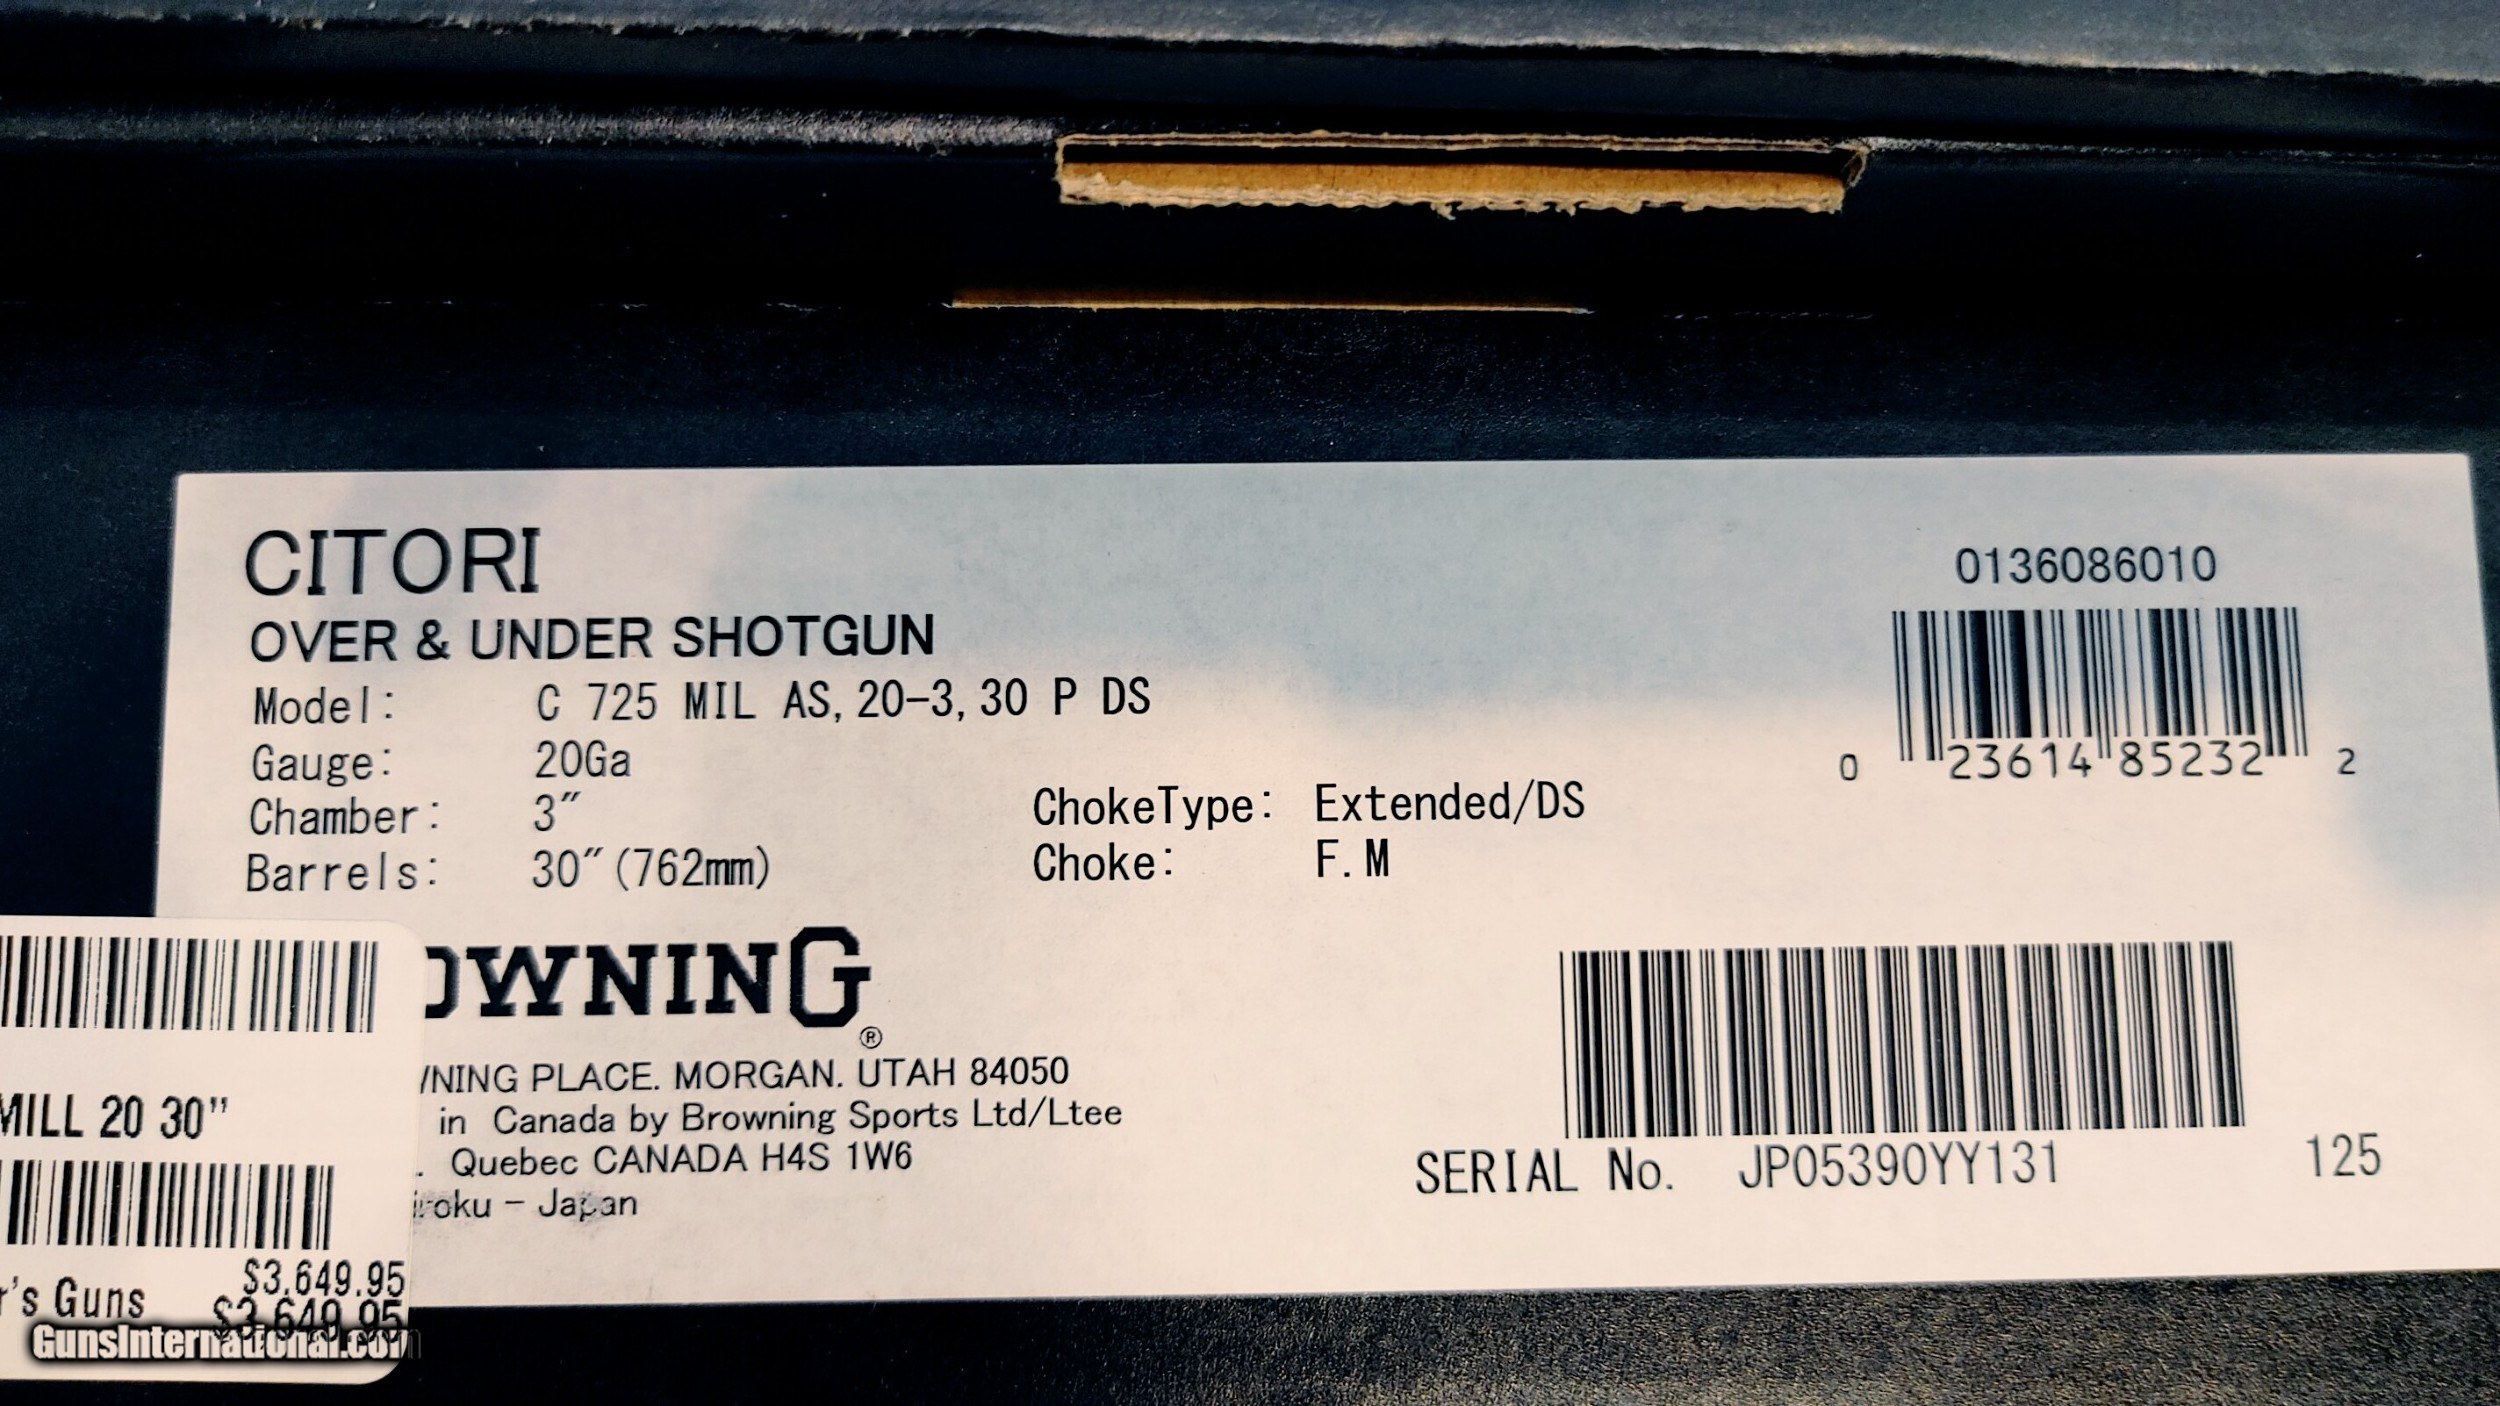 CITORI
OVER & UNDER SHOTGUN
Model: C 725 MIL AS, 20-3, 30 P DS
Gauge: 20Ga
Chamber: 3″
Barrels: 30″(762mm)
ChokeType: Extended/DS
Choke: F.M
0136086010
0 23614 85232 2
OWNING®
WNING PLACE. MORGAN. UTAH 84050
in Canada by Browning Sports Ltd/Ltee
. Quebec CANADA H4S 1W6
iroku - Japan
SERIAL No. JP05390YY131 125
MILL 20 30"
$3,649.95
r's Guns $3,649.95
GunsInternational.com